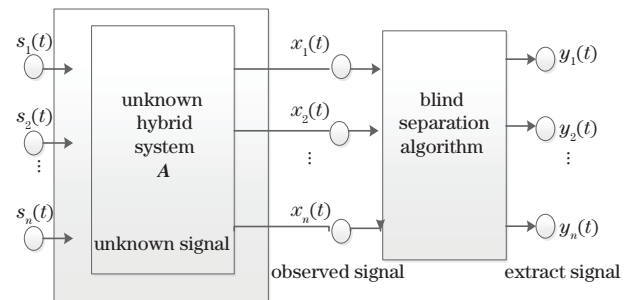 s₁(t)
s₂(t)
⋮
sₙ(t)
unknown
hybrid
system
A
unknown signal
x₁(t)
x₂(t)
⋮
xₙ(t)
observed signal
blind
separation
algorithm
y₁(t)
y₂(t)
⋮
yₙ(t)
extract signal